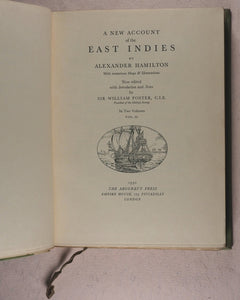 A NEW ACCOUNT
of the
EAST INDIES
BY
ALEXANDER HAMILTON
With numerous Maps & Illustrations
Now edited
with Introduction and Notes
by
SIR WILLIAM FOSTER, C.I.E.
President of the Hakluyt Society
In Two Volumes
VOL. II.
1930
THE ARGONAUT PRESS
EMPIRE HOUSE, 175 PICCADILLY
LONDON